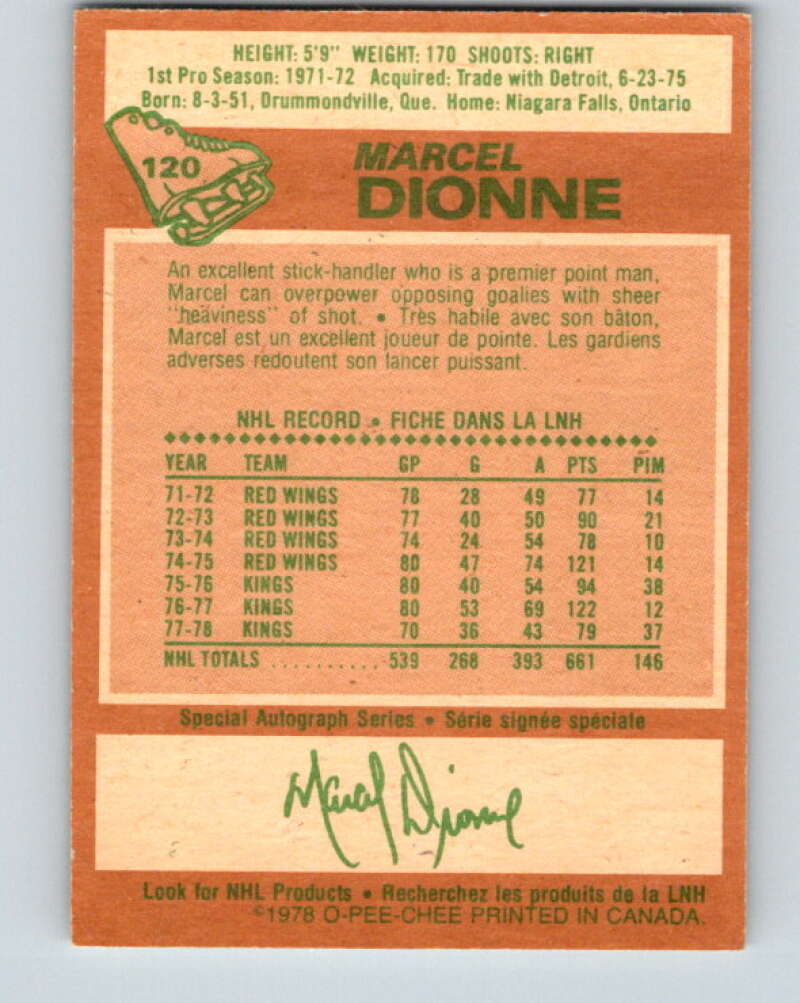 HEIGHT: 5'9" WEIGHT: 170 SHOOTS: RIGHT
1st Pro Season: 1971-72 Acquired: Trade with Detroit, 6-23-75
Born: 8-3-51, Drummondville, Que. Home: Niagara Falls, Ontario
120
MARCEL
DIONNE
An excellent stick-handler who is a premier point man,
Marcel can overpower opposing goalies with sheer
"heaviness" of shot. • Très habile avec son bâton,
Marcel est un excellent joueur de pointe. Les gardiens
adverses redoutent son lancer puissant.
NHL RECORD • FICHE DANS LA LNH
YEAR TEAM GP G A PTS PIM
71-72 RED WINGS 78 28 49 77 14
72-73 RED WINGS 77 40 50 90 21
73-74 RED WINGS 74 24 54 78 10
74-75 RED WINGS 80 47 74 121 14
75-76 KINGS 80 40 54 94 38
76-77 KINGS 80 53 69 122 12
77-78 KINGS 70 36 43 79 37
NHL TOTALS .......... 539 268 393 661 146
Special Autograph Series • Série signée spéciale
Marcel Dionne
Look for NHL Products • Recherchez les produits de la LNH
©1978 O-PEE-CHEE PRINTED IN CANADA.